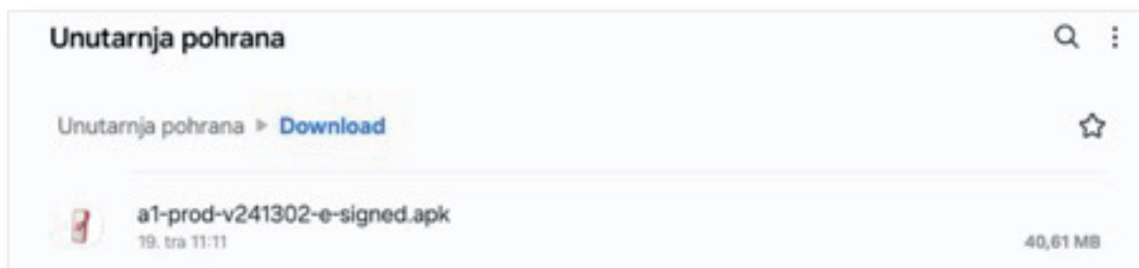 Unutarnja pohrana
Unutarnja pohrana Download
a1-prod-v241302-e-signed.apk
19. tra 11:11
40,61 MB